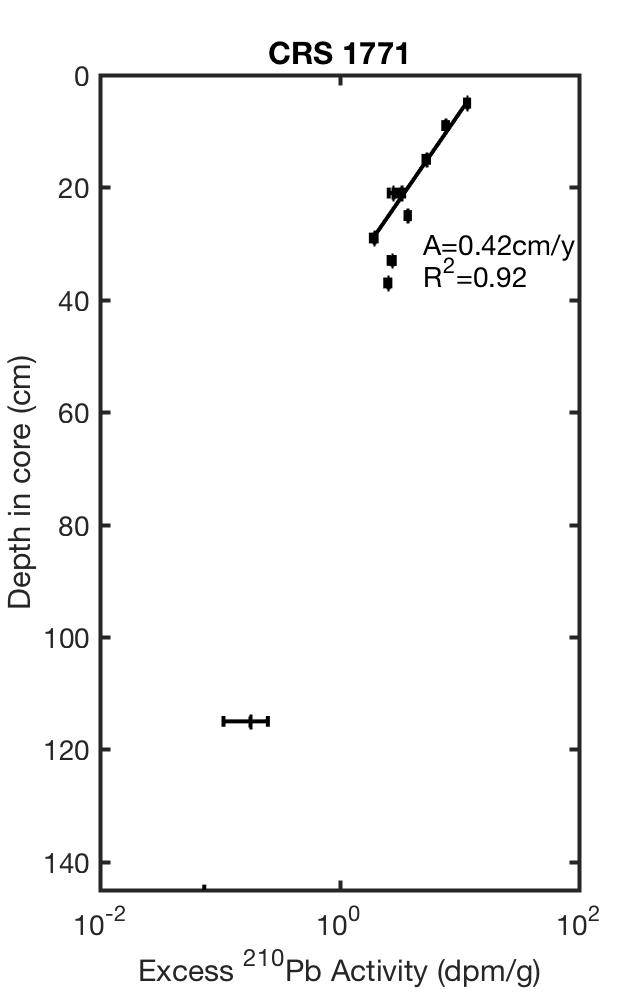 CRS 1771
0
20
40
60
80
100
120
140
Depth in core (cm)
A=0.42cm/y
R²=0.92
10⁻² 10⁰ 10²
Excess ²¹⁰Pb Activity (dpm/g)